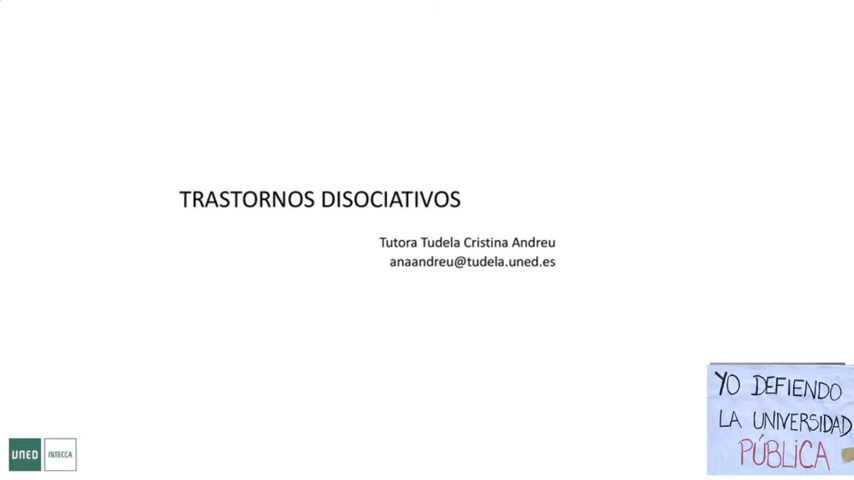 TRASTORNOS DISOCIATIVOS
Tutora Tudela Cristina Andreu
anaandreu@tudela.uned.es
YO DEFIENDO
LA UNIVERSIDAD
PÚBLICA
UNED INTECCA